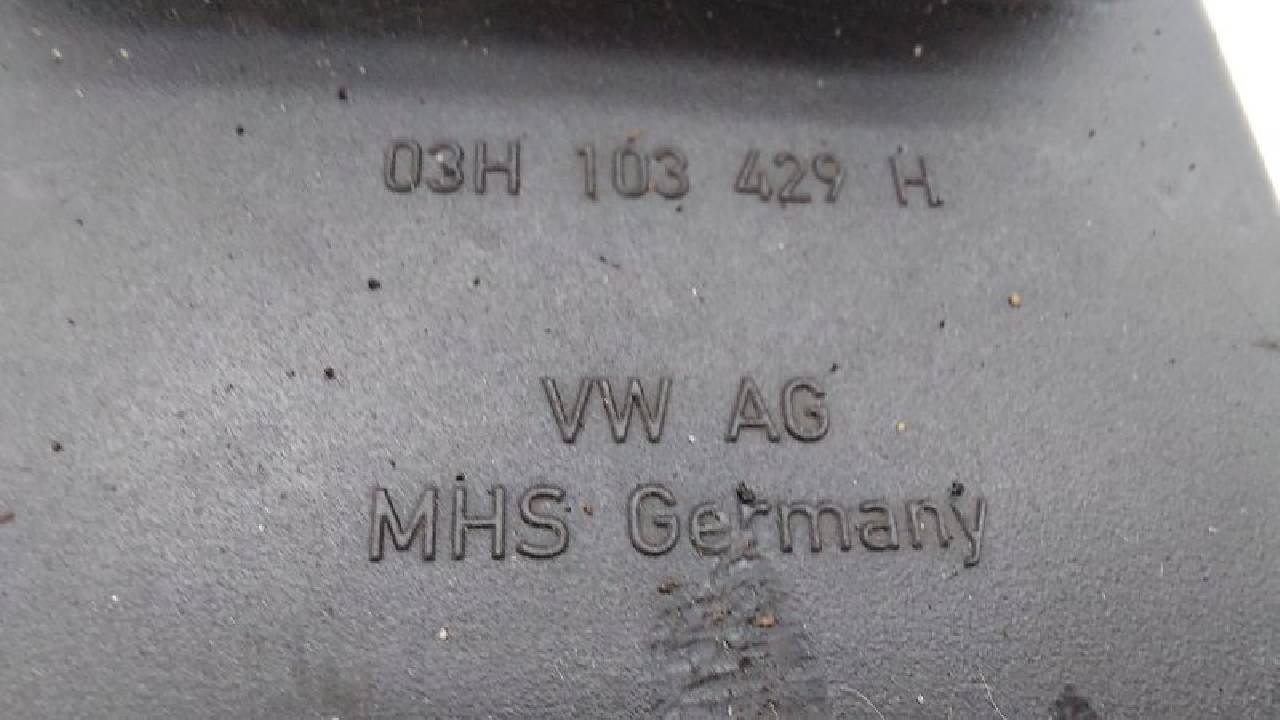 03H 103 429 H
VW AG
MHS Germany